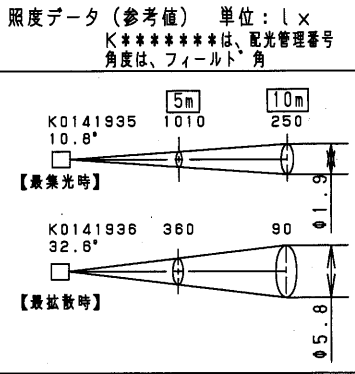 照度データ（参考値） 単位：ｌｘ
K*******は、配光管理番号
角度は、フィールド角
5m 10m
K0141935 1010 250
10.8°
【最集光時】
φ1.9
K0141936 360 90
32.6°
【最拡散時】
φ5.8